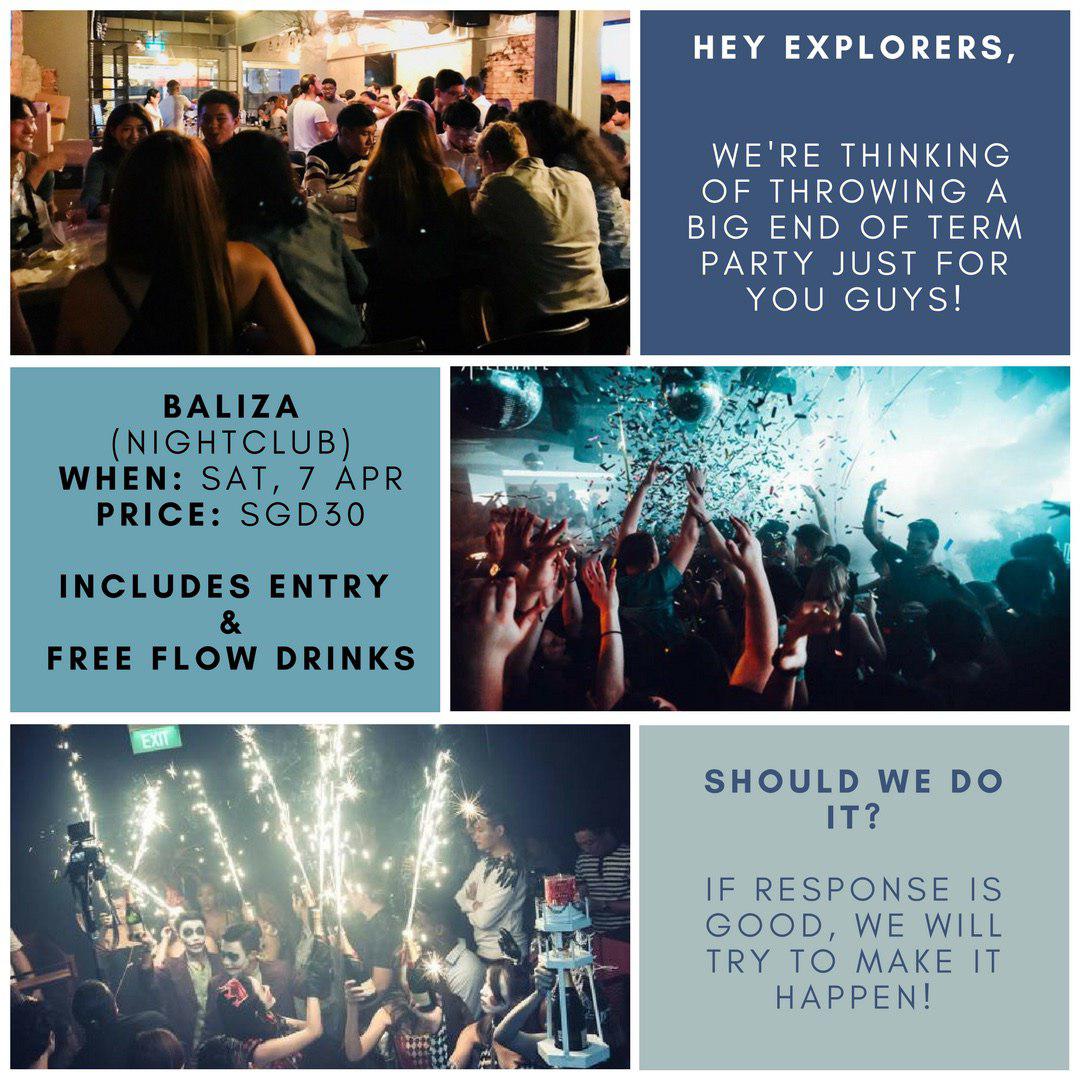 HEY EXPLORERS,
WE'RE THINKING
OF THROWING A
BIG END OF TERM
PARTY JUST FOR
YOU GUYS!
BALIZA
(NIGHTCLUB)
WHEN: SAT, 7 APR
PRICE: SGD30
INCLUDES ENTRY
&
FREE FLOW DRINKS
EXIT
SHOULD WE DO
IT?
IF RESPONSE IS
GOOD, WE WILL
TRY TO MAKE IT
HAPPEN!